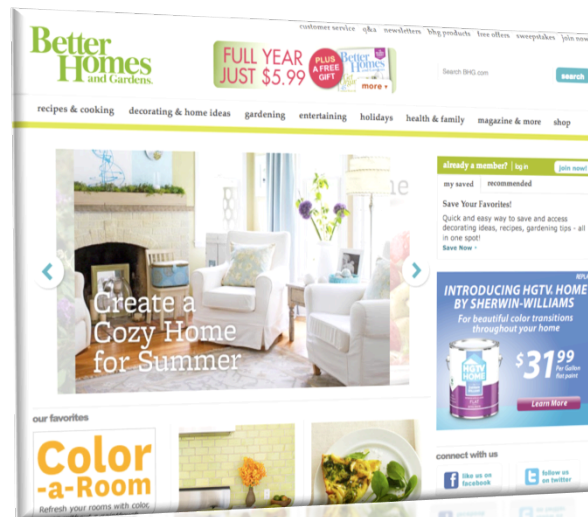 customer service q&a newsletters bhg products free offers sweepstakes join now
Better
Homes
and Gardens.
FULL YEAR
JUST $5.99
PLUS
A FREE
GIFT
Better
more
Search BHG.com
search
recipes & cooking decorating & home ideas gardening entertaining holidays health & family magazine & more shop
already a member? log in join now!
my saved recommended
Save Your Favorites!
Quick and easy way to save and access
decorating ideas, recipes, gardening tips - all
in one spot!
Save Now
Create a
Cozy Home
for Summer
REPLA
INTRODUCING HGTV HOME
BY SHERWIN-WILLIAMS
For beautiful color transitions
throughout your home
HGTV
HOME
$31.99
Per Gallon
flat paint
Learn More
our favorites
Color
-a-Room
Refresh your rooms with color,
connect with us
like us on
facebook
follow us
on twitter